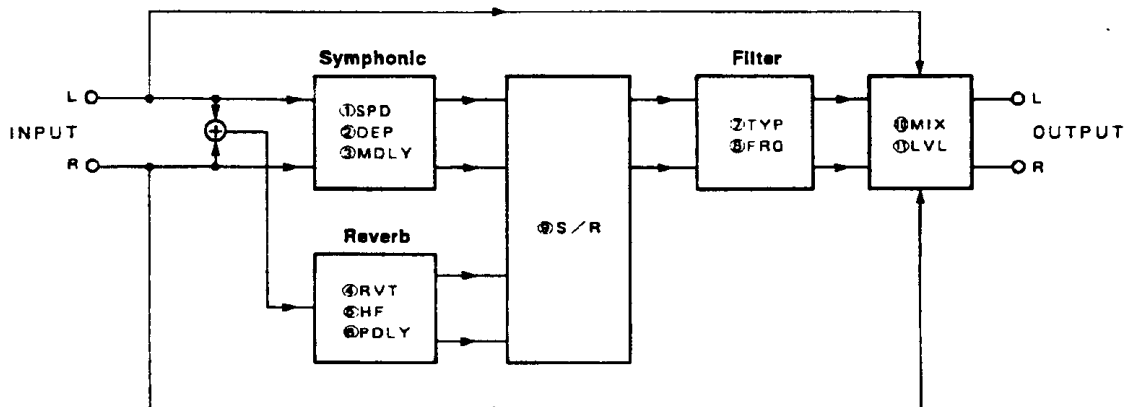 Symphonic
Filter
L
INPUT
R
①SPD
②DEP
③MDLY
⑨S/R
⑦TYP
⑧FRQ
⑩MIX
⑪LVL
L
OUTPUT
R
Reverb
④RVT
⑤HF
⑥PDLY